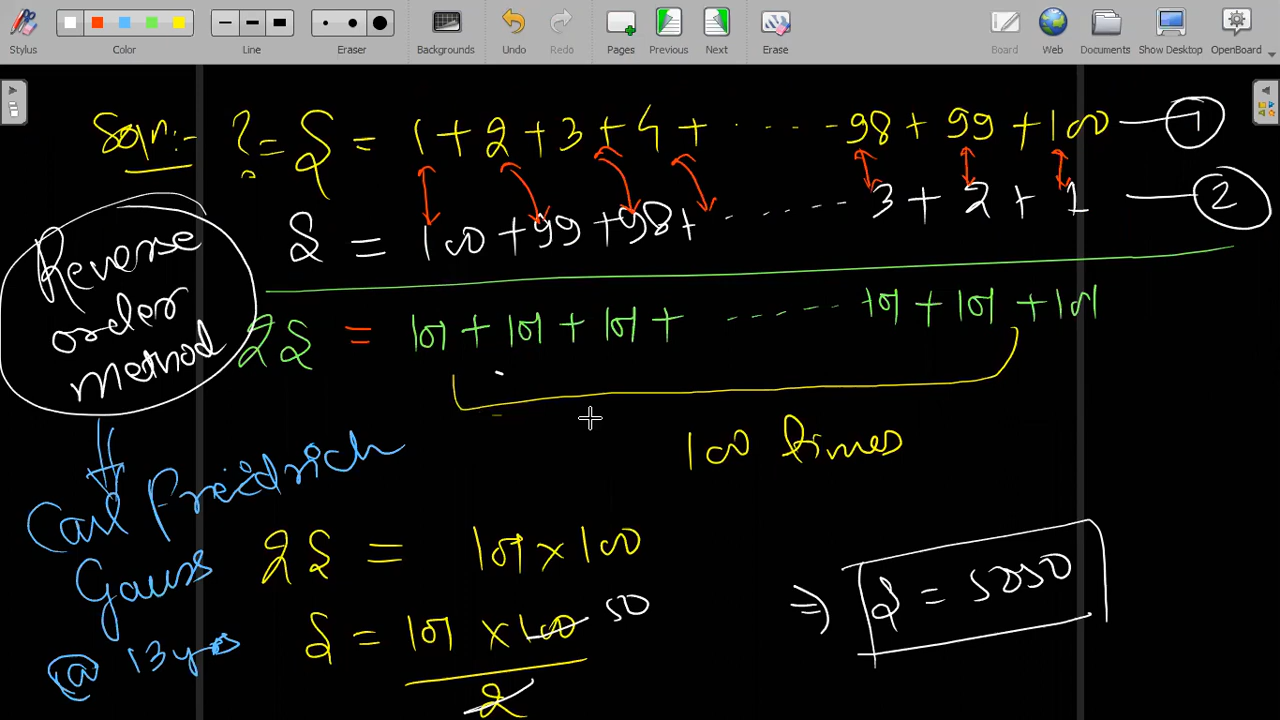 Stylus Color Line Eraser Backgrounds Undo Redo Pages Previous Next Erase Board Web Documents Show Desktop OpenBoard
Soln:- ? = S = 1 + 2 + 3 + 4 + ........ 98 + 99 + 100 — 1
S = 100 + 99 + 98 + ........ 3 + 2 + 1 — 2
2S = 101 + 101 + 101 + ........ 101 + 101 + 101
Reverse
order
method
100 times
Carl Friedrich
Gauss
@ 13 yrs
2S = 101 × 100
S = 101 × 100 50
2
⇒ S = 5050